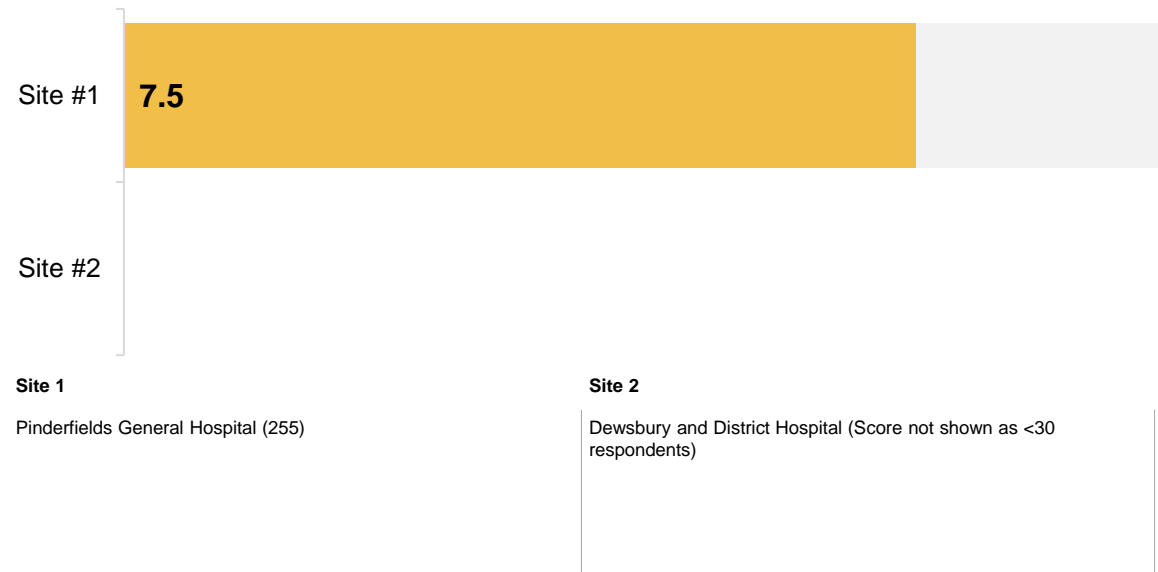 Site #1
7.5
Site #2
Site 1
Site 2
Pinderfields General Hospital (255)
Dewsbury and District Hospital (Score not shown as <30
respondents)